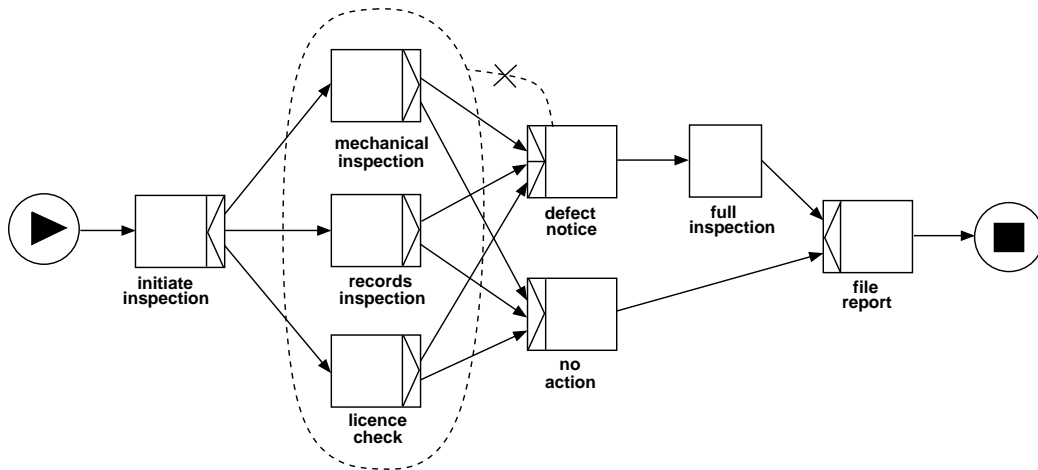 initiate
inspection
mechanical
inspection
records
inspection
licence
check
defect
notice
no
action
full
inspection
file
report